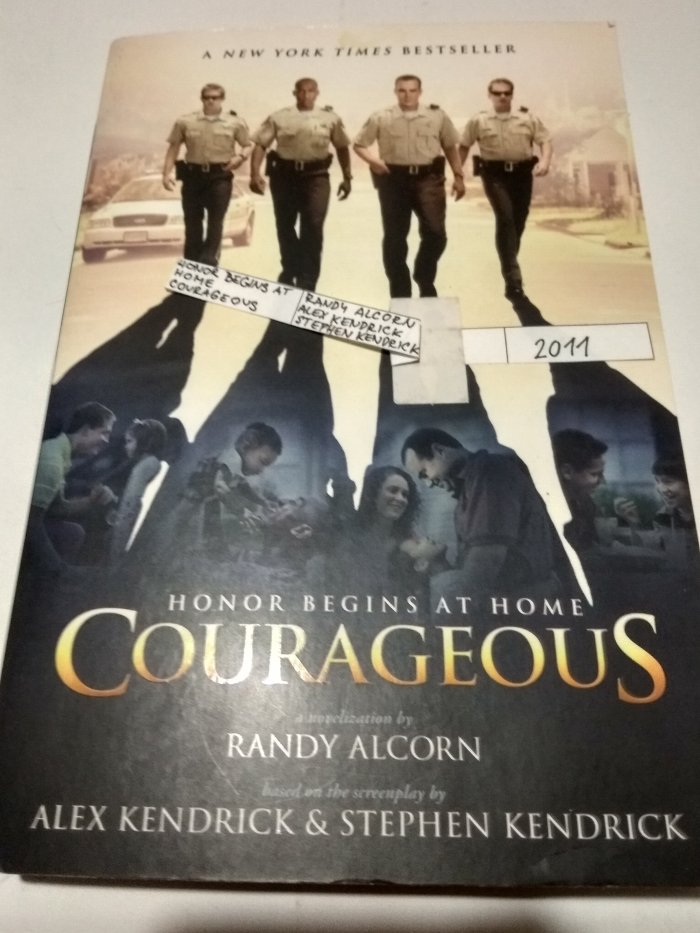 A NEW YORK TIMES BESTSELLER
HONOR BEGINS AT
HOME
COURAGEOUS
RANDY ALCORN
ALEX KENDRICK
STEPHEN KENDRICK
2011
HONOR BEGINS AT HOME
COURAGEOUS
a novelization by
RANDY ALCORN
based on the screenplay by
ALEX KENDRICK & STEPHEN KENDRICK